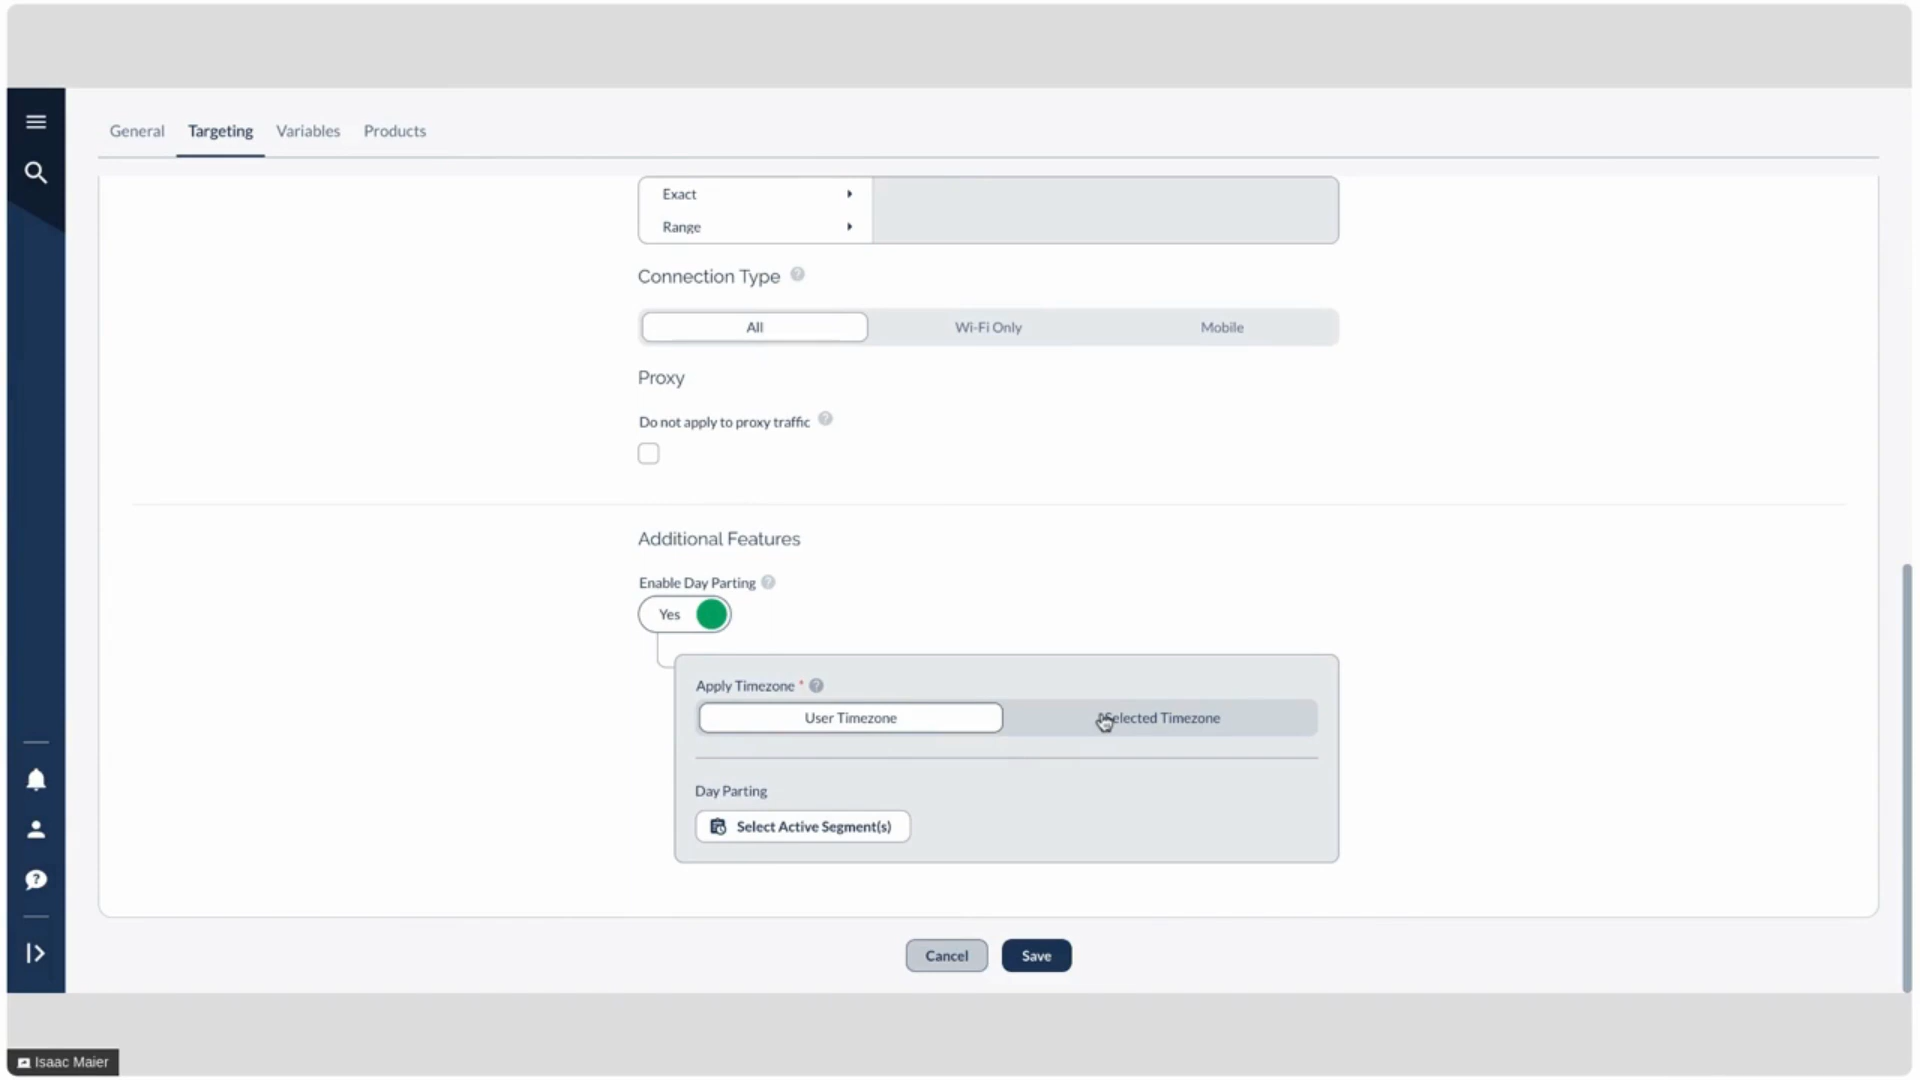 General Targeting Variables Products
Exact
Range
Connection Type
All Wi-Fi Only Mobile
Proxy
Do not apply to proxy traffic
Additional Features
Enable Day Parting
Yes
Apply Timezone *
User Timezone Selected Timezone
Day Parting
Select Active Segment(s)
Cancel Save
Isaac Maier